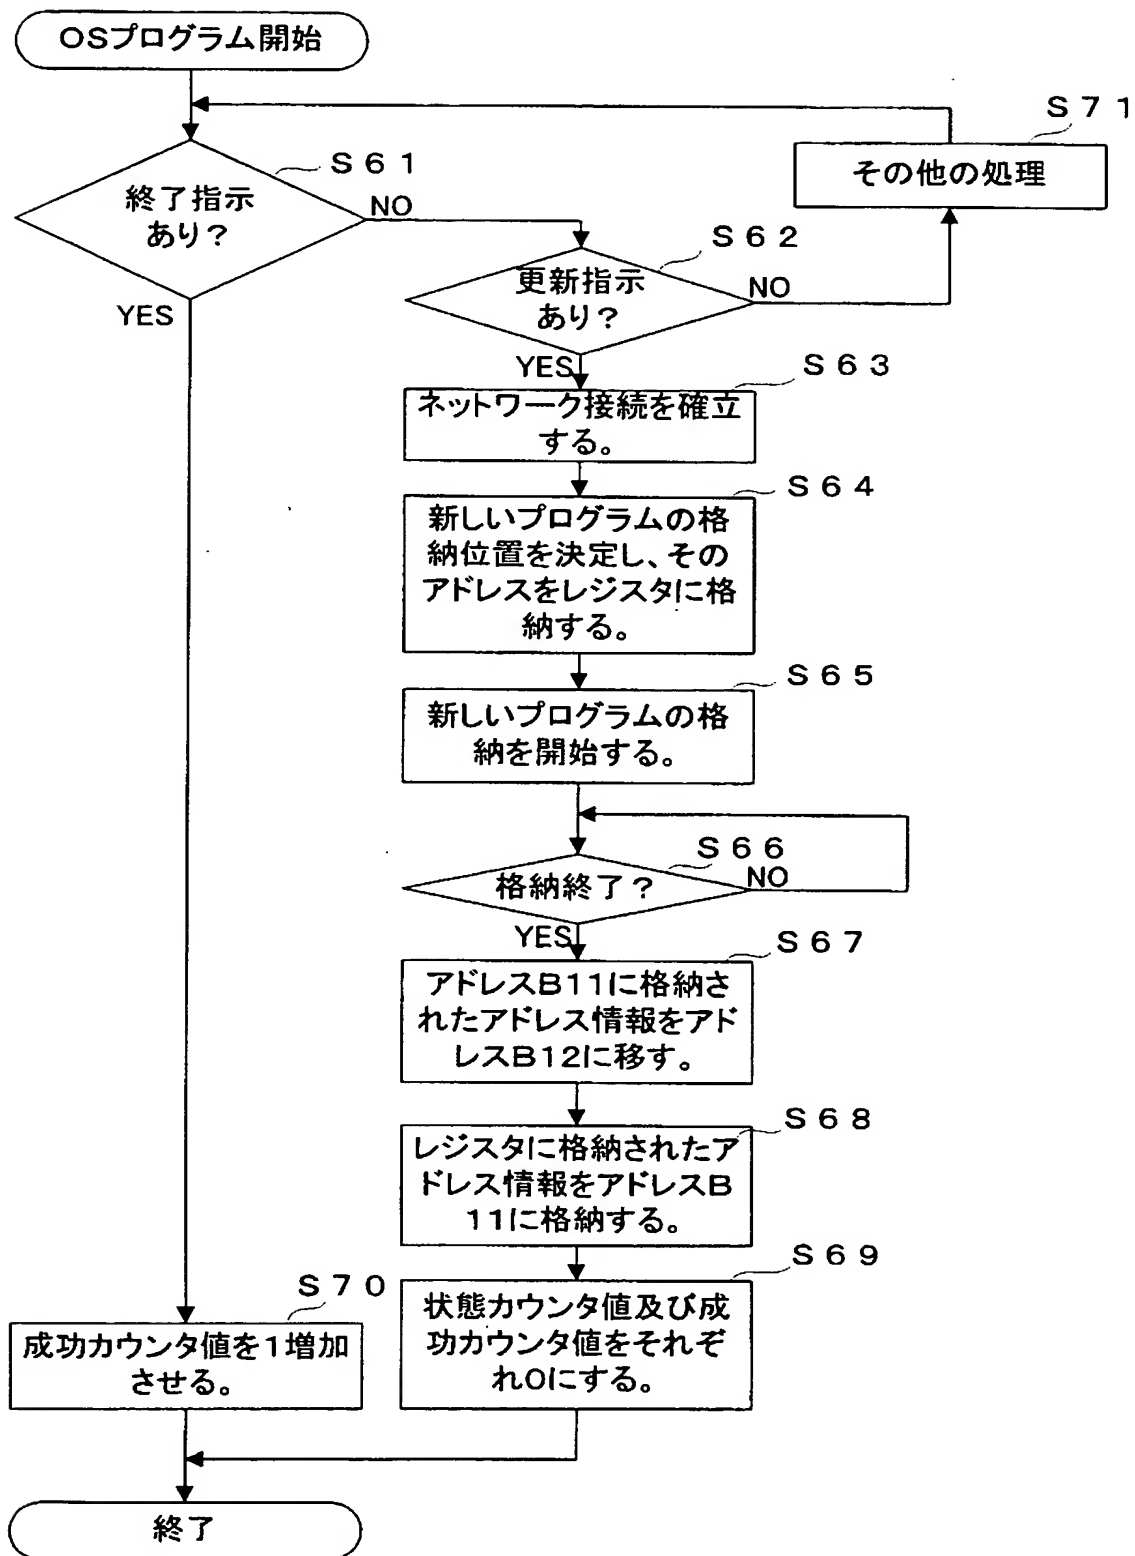 OSプログラム開始
S71
その他の処理
S61
終了指示
あり?
NO
YES
S62
更新指示
あり?
NO
YES
S63
ネットワーク接続を確立
する。
S64
新しいプログラムの格
納位置を決定し、その
アドレスをレジスタに格
納する。
S65
新しいプログラムの格
納を開始する。
S66
格納終了?
NO
YES
S67
アドレスB11に格納さ
れたアドレス情報をアド
レスB12に移す。
S68
レジスタに格納されたア
ドレス情報をアドレスB
11に格納する。
S69
状態カウンタ値及び成
功カウンタ値をそれぞ
れ0にする。
S70
成功カウンタ値を1増加
させる。
終了